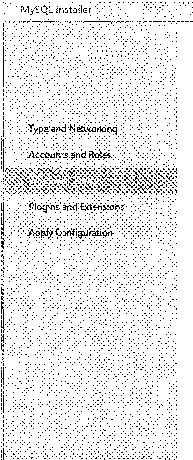 MySQL Installer
Type and Networking
Accounts and Roles
Plugins and Extensions
Apply Configuration